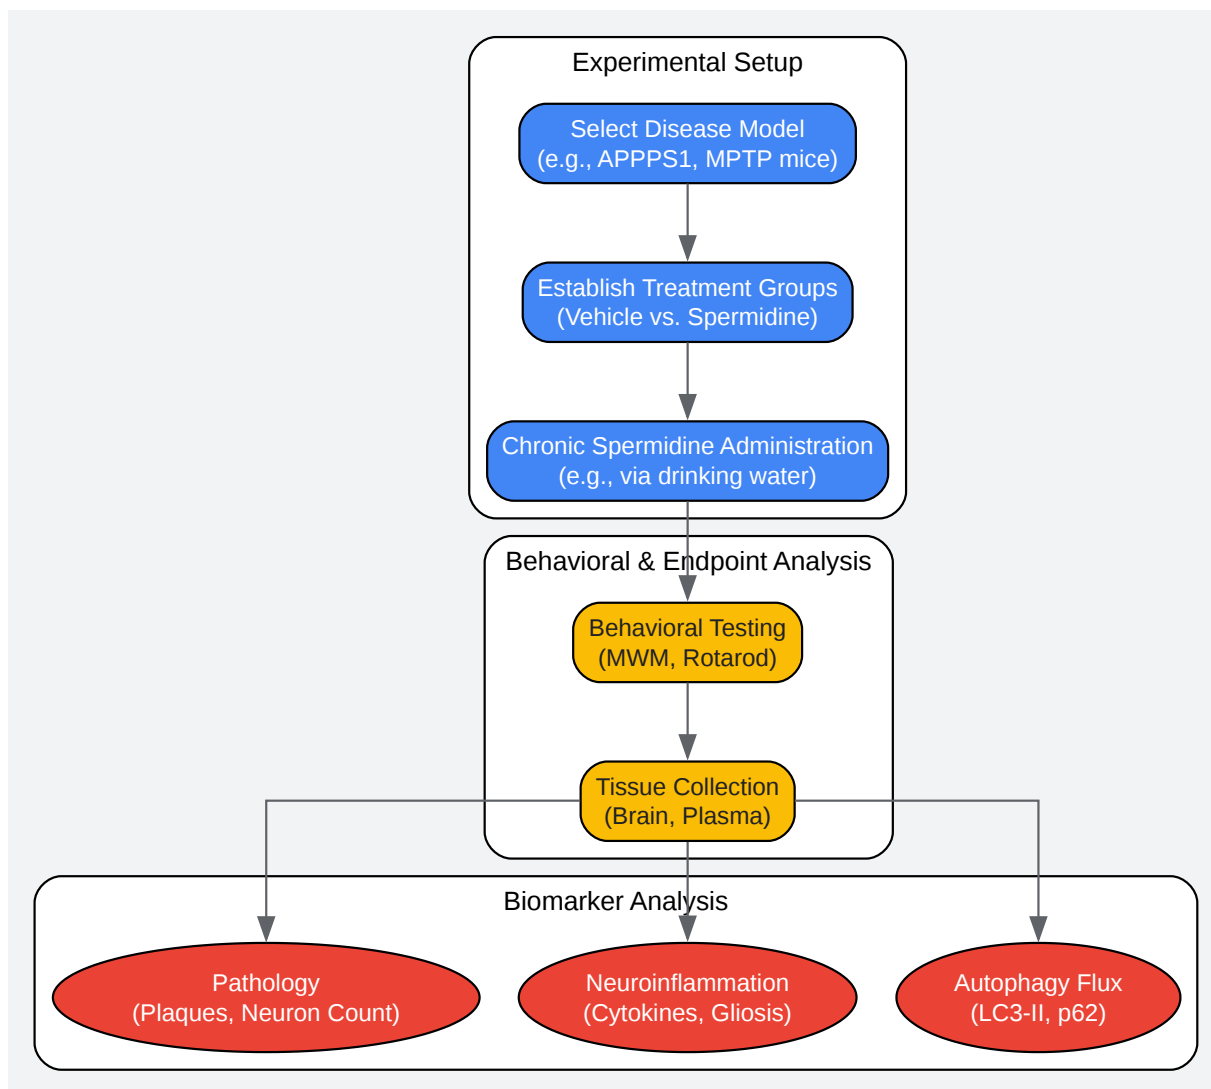 Experimental Setup
Select Disease Model
(e.g., APPPS1, MPTP mice)
Establish Treatment Groups
(Vehicle vs. Spermidine)
Chronic Spermidine Administration
(e.g., via drinking water)
Behavioral & Endpoint Analysis
Behavioral Testing
(MWM, Rotarod)
Tissue Collection
(Brain, Plasma)
Biomarker Analysis
Pathology
(Plaques, Neuron Count)
Neuroinflammation
(Cytokines, Gliosis)
Autophagy Flux
(LC3-II, p62)